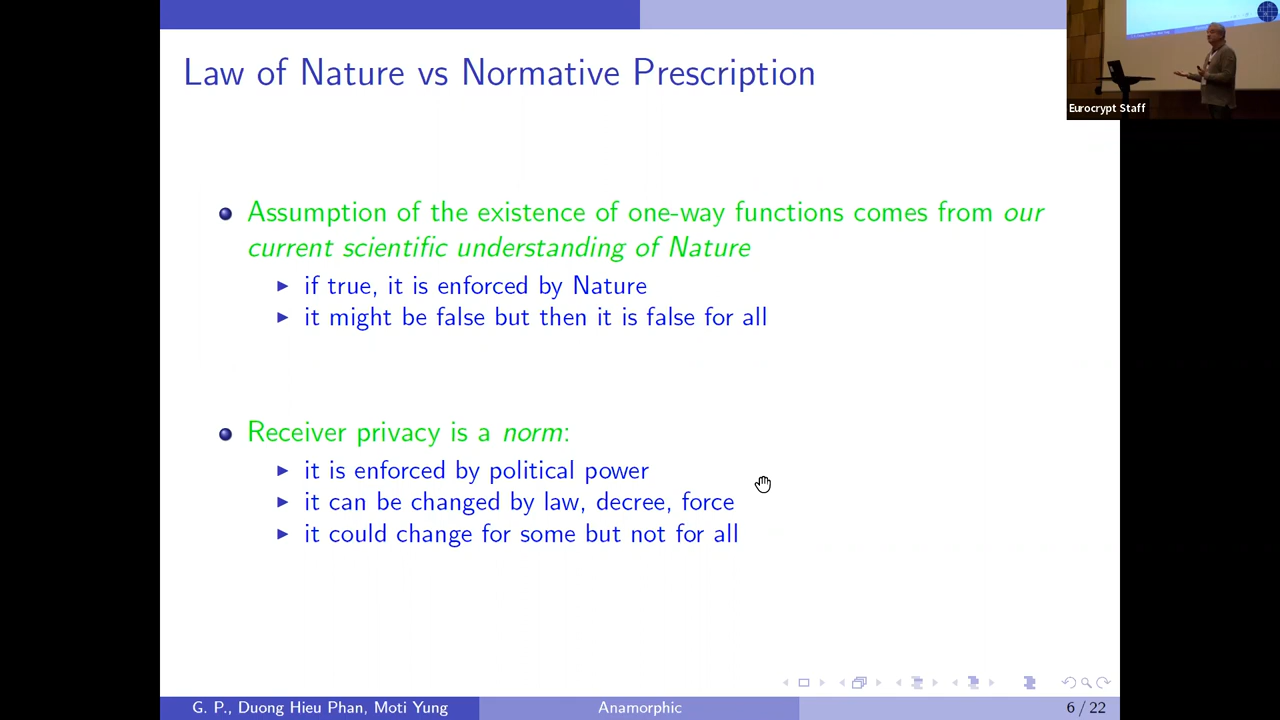 Law of Nature vs Normative Prescription
Eurocrypt Staff
Assumption of the existence of one-way functions comes from our
current scientific understanding of Nature
if true, it is enforced by Nature
it might be false but then it is false for all
Receiver privacy is a norm:
it is enforced by political power
it can be changed by law, decree, force
it could change for some but not for all
G. P., Duong Hieu Phan, Moti Yung
Anamorphic
6 / 22